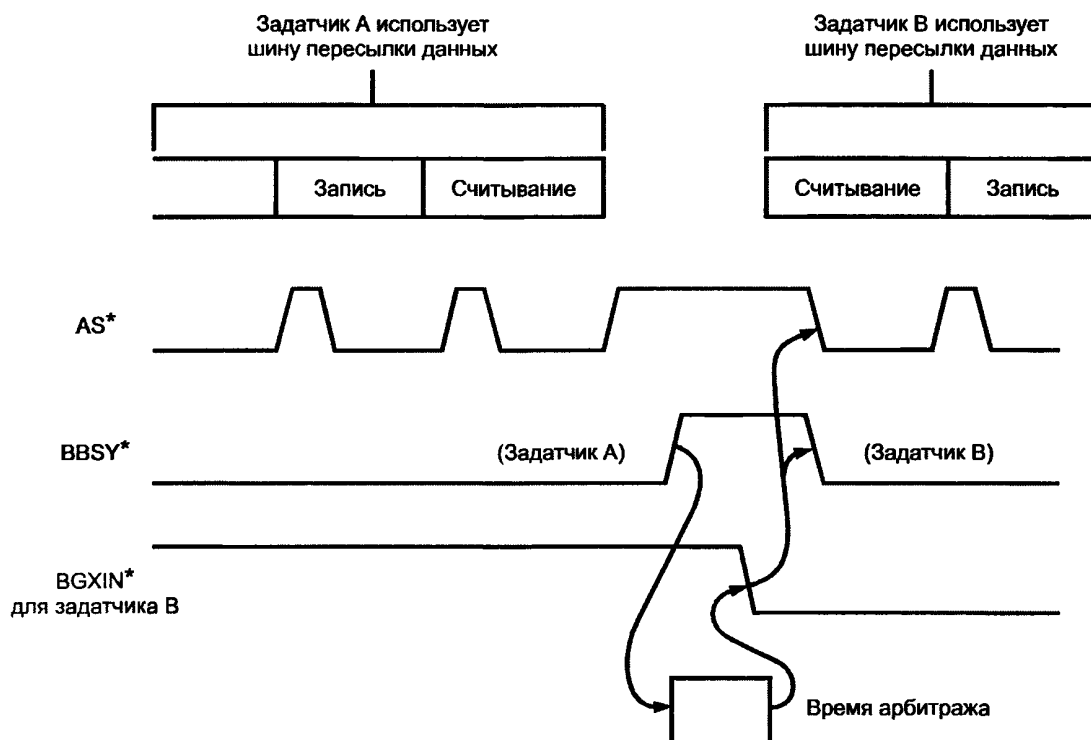 Задатчик А использует
шину пересылки данных
Задатчик В использует
шину пересылки данных
Запись
Считывание
Считывание
Запись
AS*
BBSY*
(Задатчик А)
(Задатчик В)
BGXIN*
для задатчика В
Время арбитража